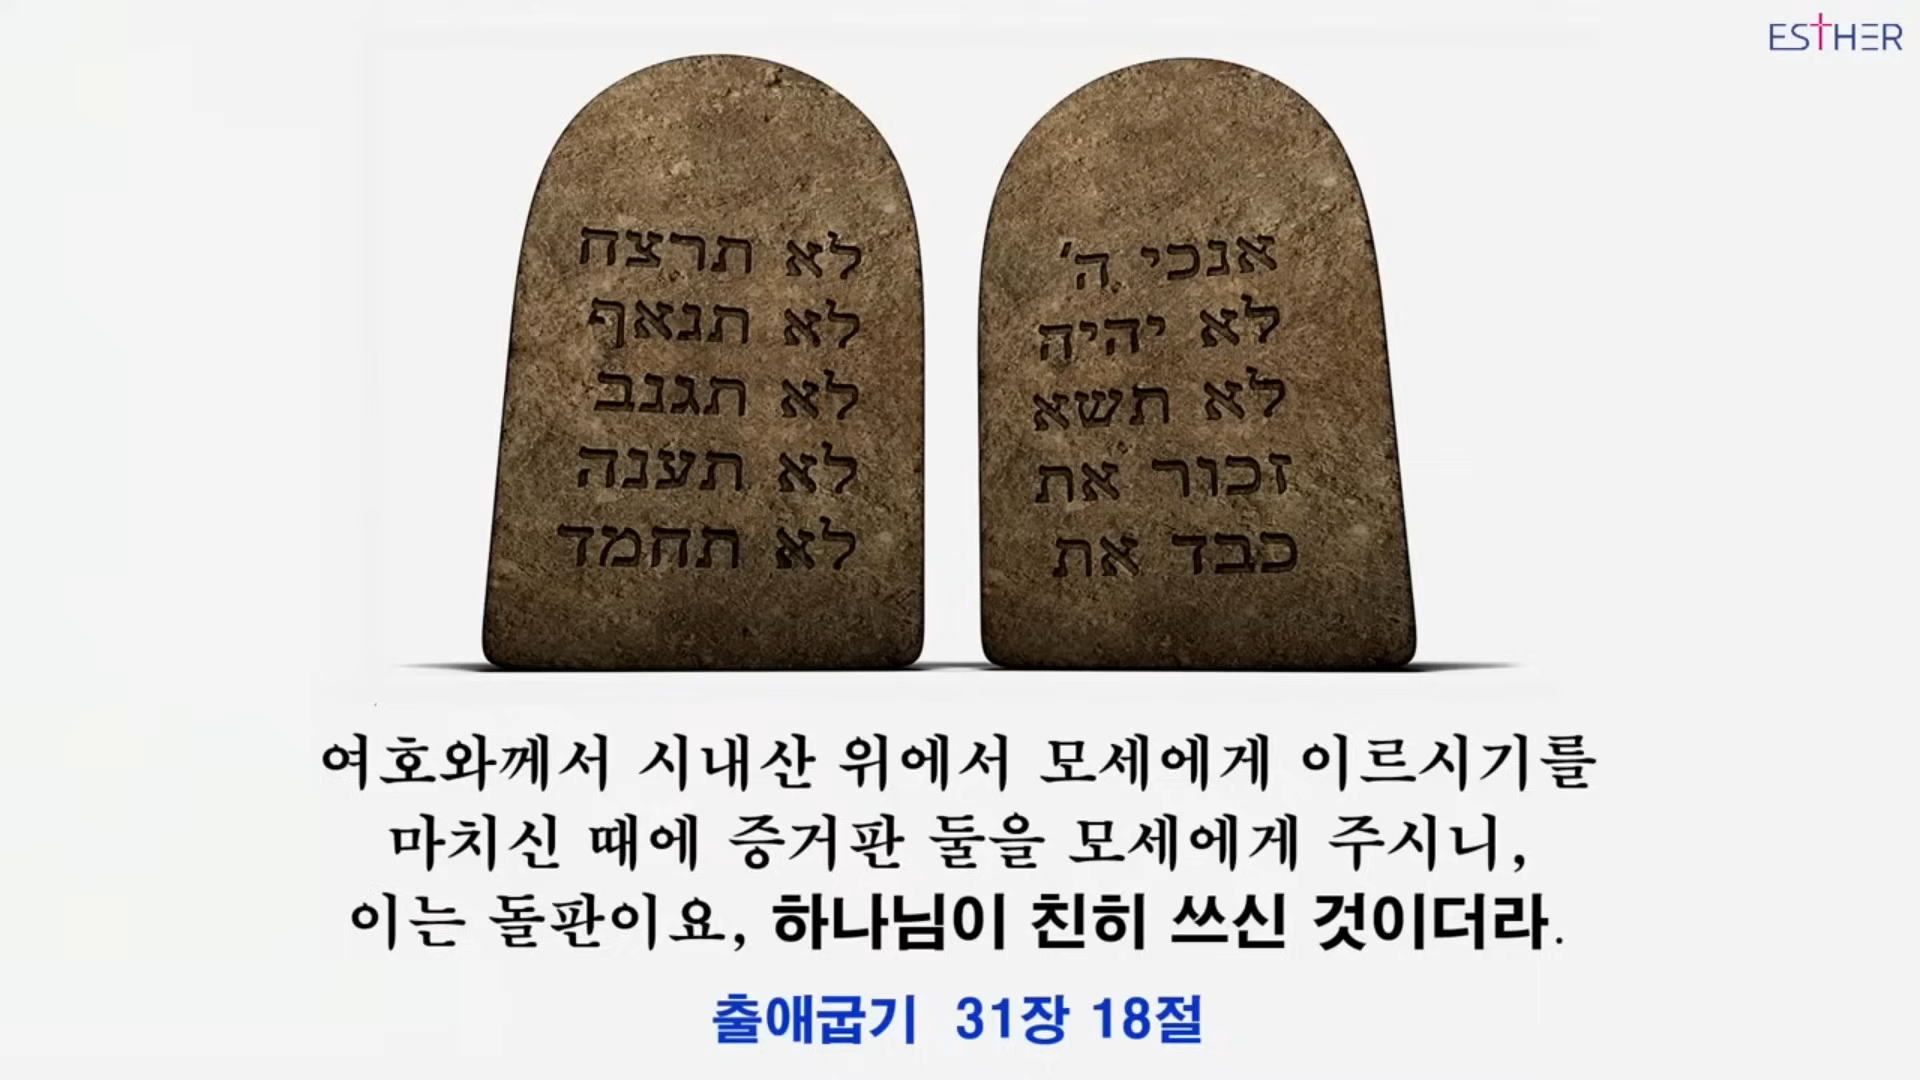 ESTHER
אנכי ה'
לא יהיה
לא תשא
זכור את
כבד את
לא תרצח
לא תנאף
לא תגנב
לא תענה
לא תחמד
여호와께서 시내산 위에서 모세에게 이르시기를
마치신 때에 증거판 둘을 모세에게 주시니,
이는 돌판이요, 하나님이 친히 쓰신 것이더라.
출애굽기 31장 18절